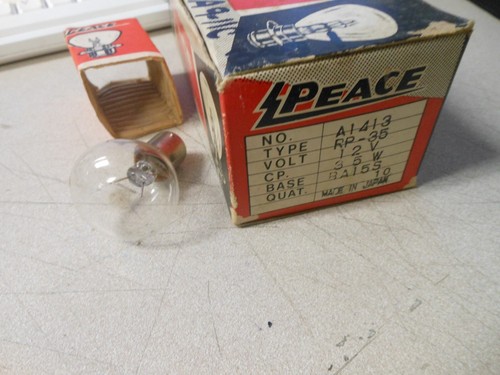 PEACE
NO. A1413
TYPE RP-35
VOLT 12V
CP. 35W
BASE BA15S
QUAT. 10
MADE IN JAPAN